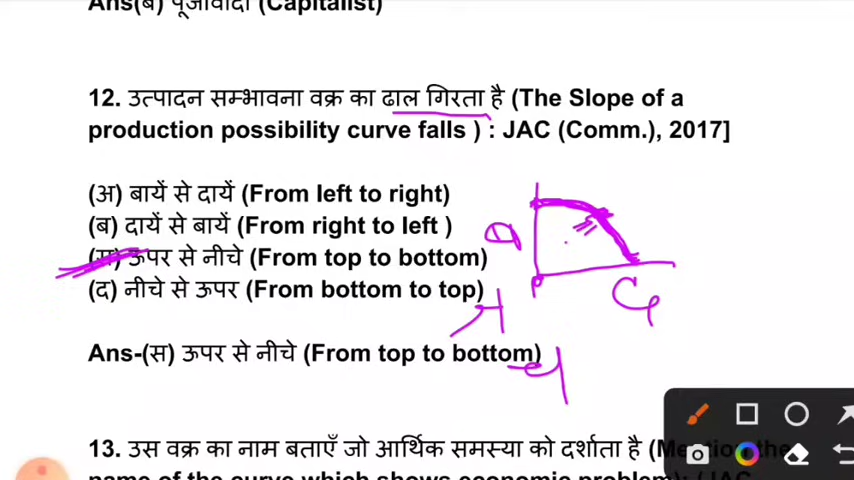 Ans(ब) पूंजीवादी (Capitalist)
12. उत्पादन सम्भावना वक्र का ढाल गिरता है (The Slope of a
production possibility curve falls ) : JAC (Comm.), 2017]
(अ) बायें से दायें (From left to right)
(ब) दायें से बायें (From right to left )
(स) ऊपर से नीचे (From top to bottom)
(द) नीचे से ऊपर (From bottom to top)
Ans-(स) ऊपर से नीचे (From top to bottom)
13. उस वक्र का नाम बताएँ जो आर्थिक समस्या को दर्शाता है (Mention the
name of the curve which shows economic problem): (JAC